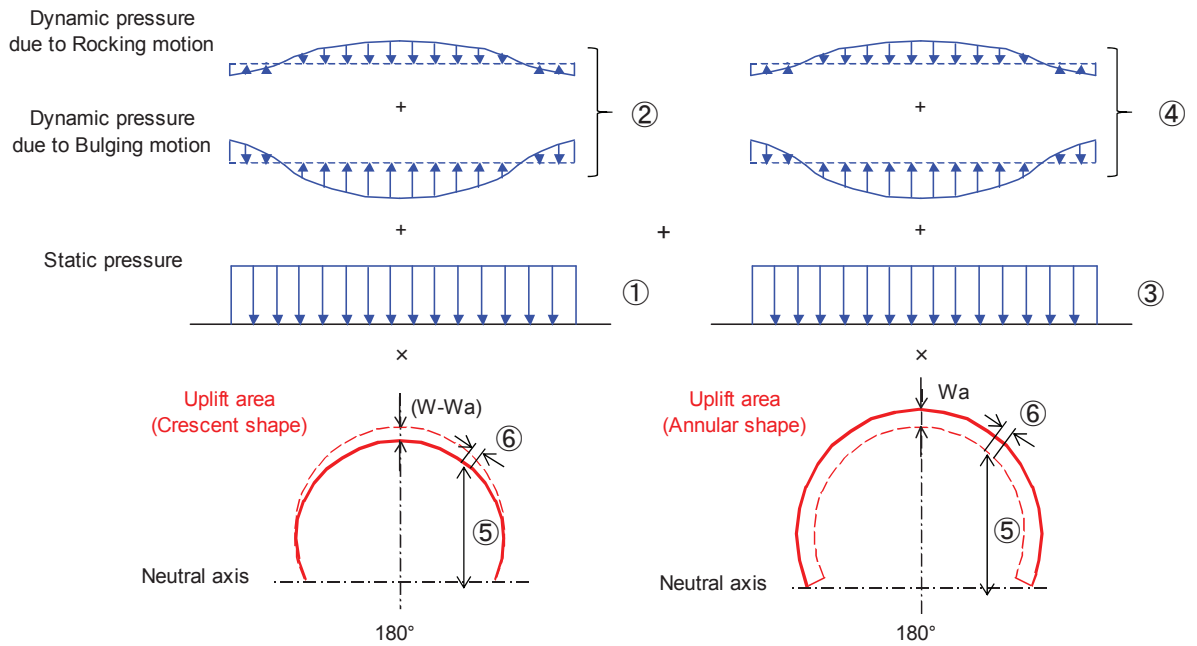 Dynamic pressure
due to Rocking motion
+
②
+
④
Dynamic pressure
due to Bulging motion
+
+
+
Static pressure
①
③
×
×
Uplift area
(Crescent shape)
(W-Wa)
⑥
⑤
Neutral axis
180°
Uplift area
(Annular shape)
Wa
⑥
⑤
Neutral axis
180°